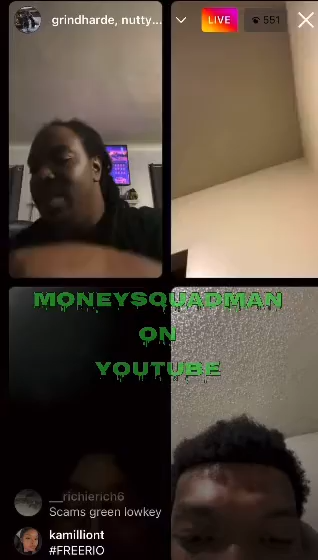 grindharde, nutty...
LIVE
551
MONEYSQUADMAN
ON
YOUTUBE
__richierich6
Scams green lowkey
kamilliont
#FREERIO